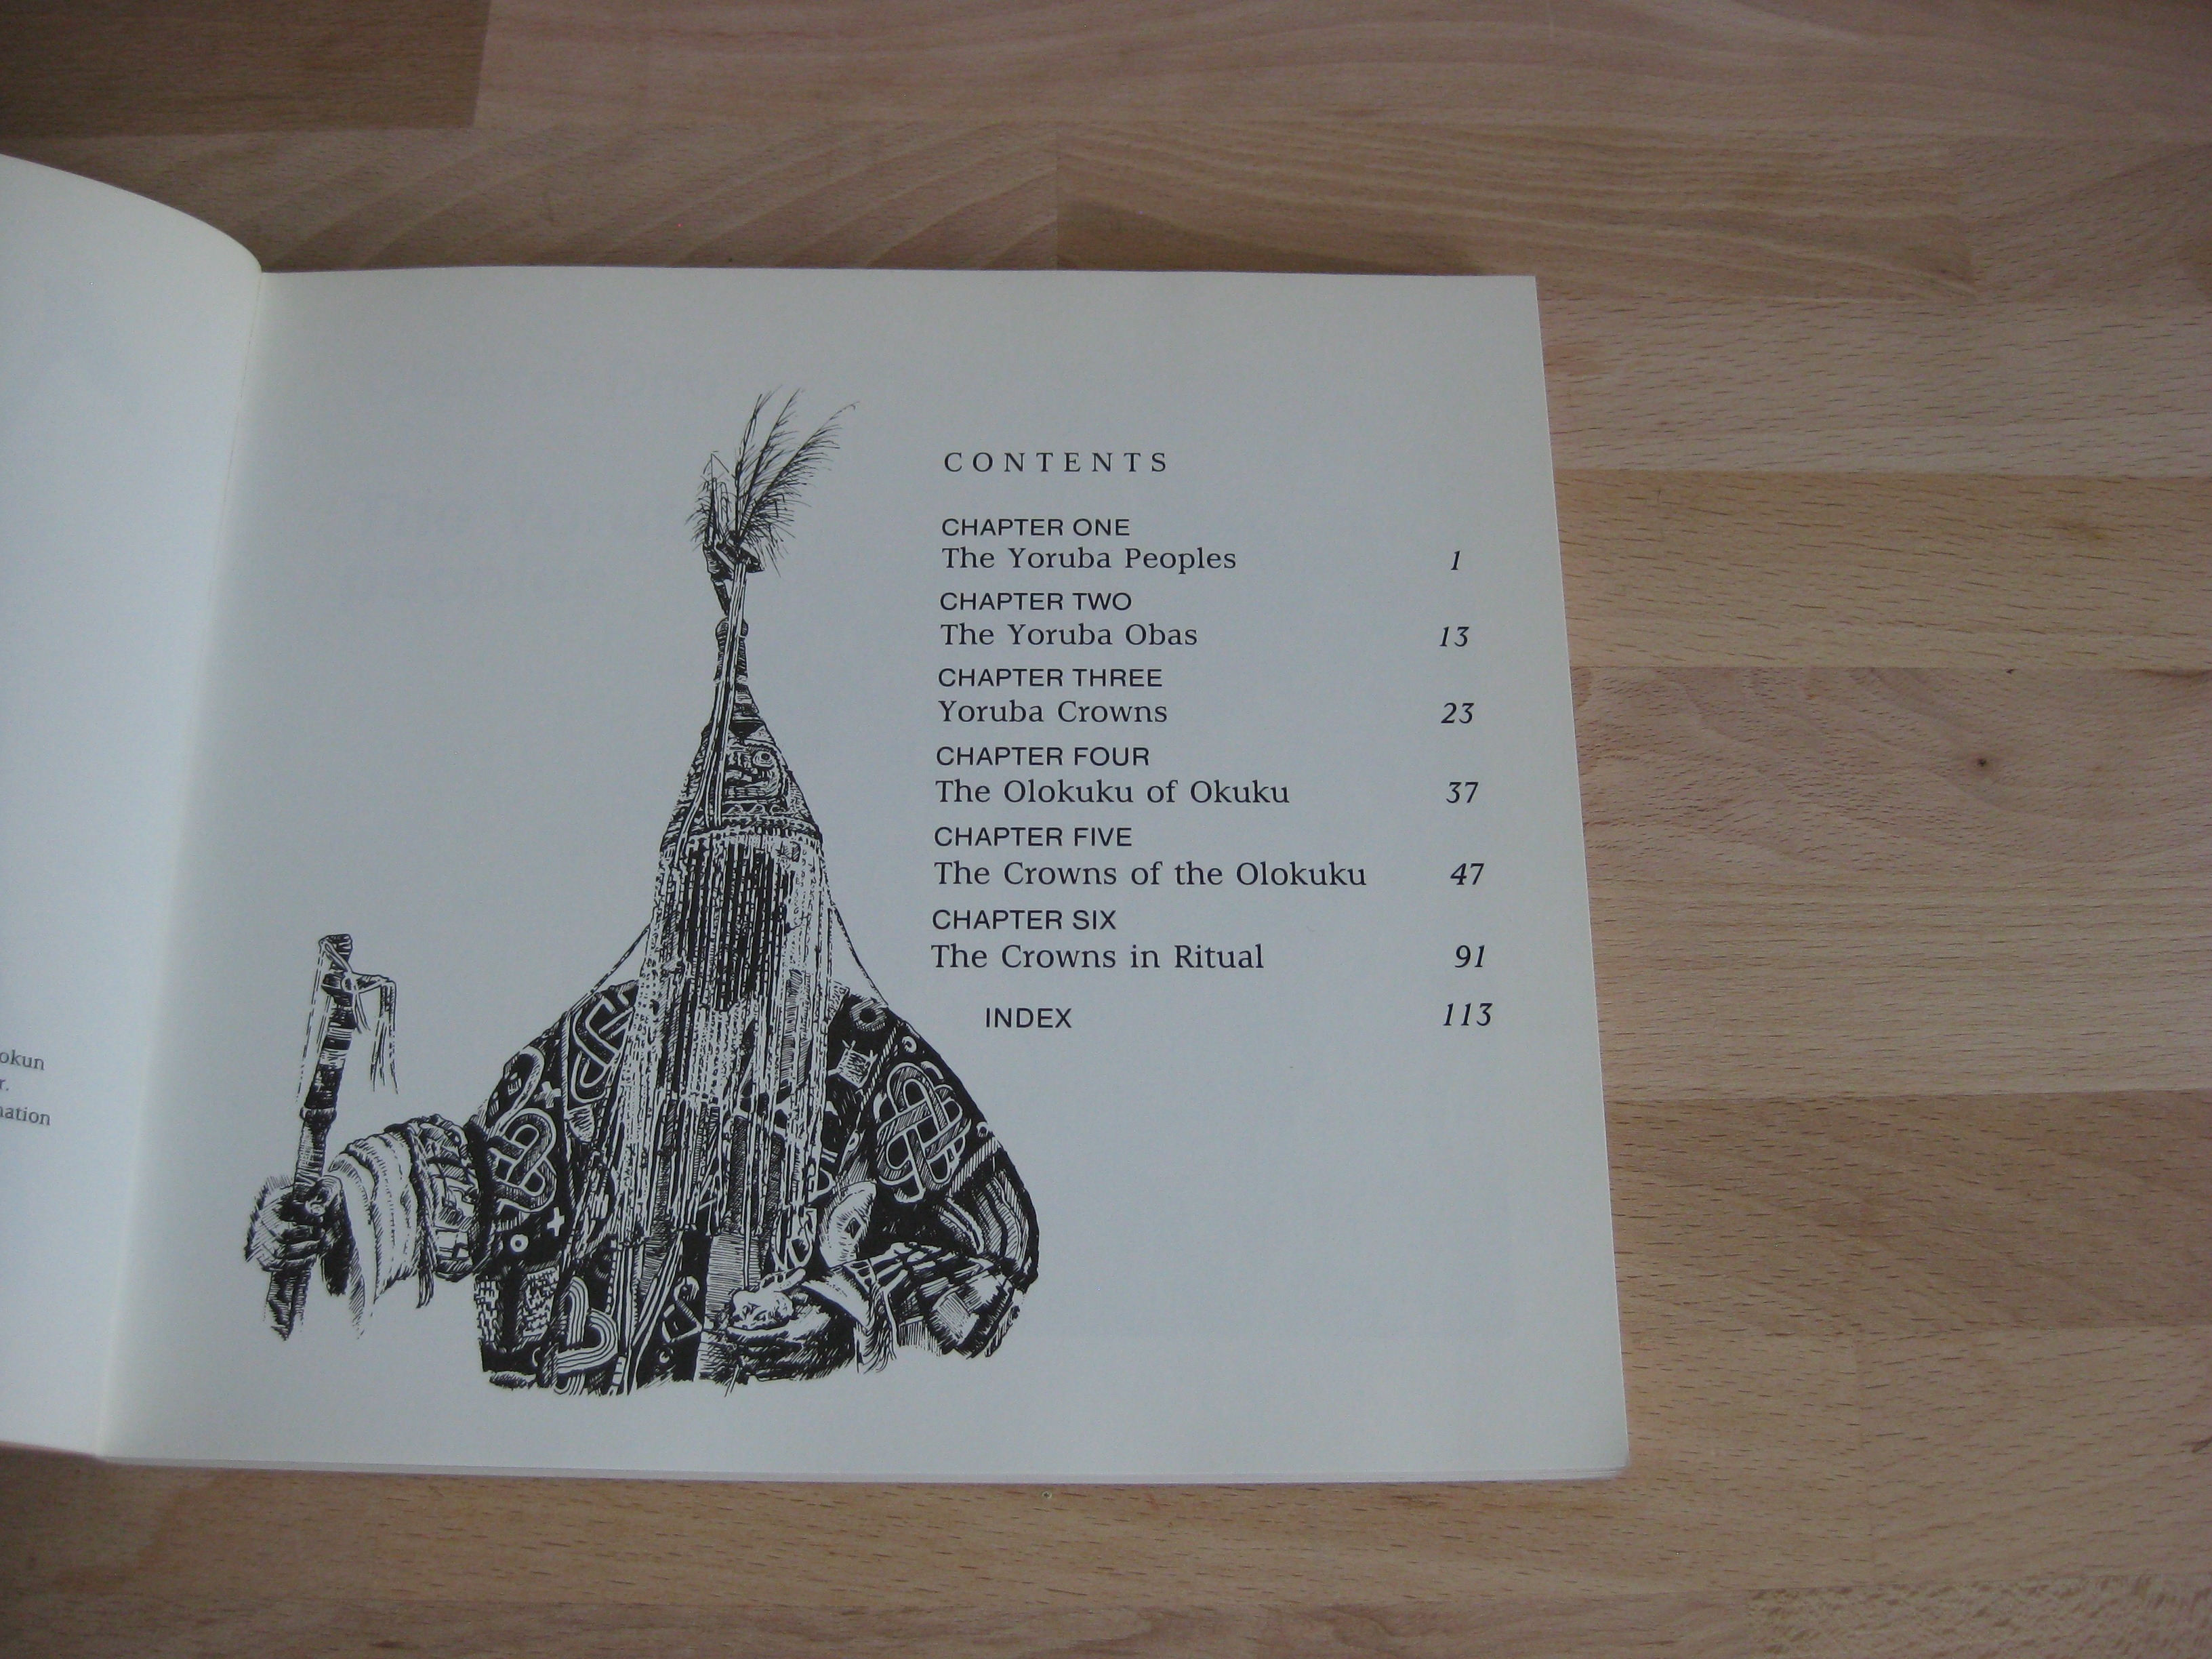 okun
r.
CONTENTS
CHAPTER ONE
The Yoruba Peoples 1
CHAPTER TWO
The Yoruba Obas 13
CHAPTER THREE
Yoruba Crowns 23
CHAPTER FOUR
The Olokuku of Okuku 37
CHAPTER FIVE
The Crowns of the Olokuku 47
CHAPTER SIX
The Crowns in Ritual 91
INDEX 113